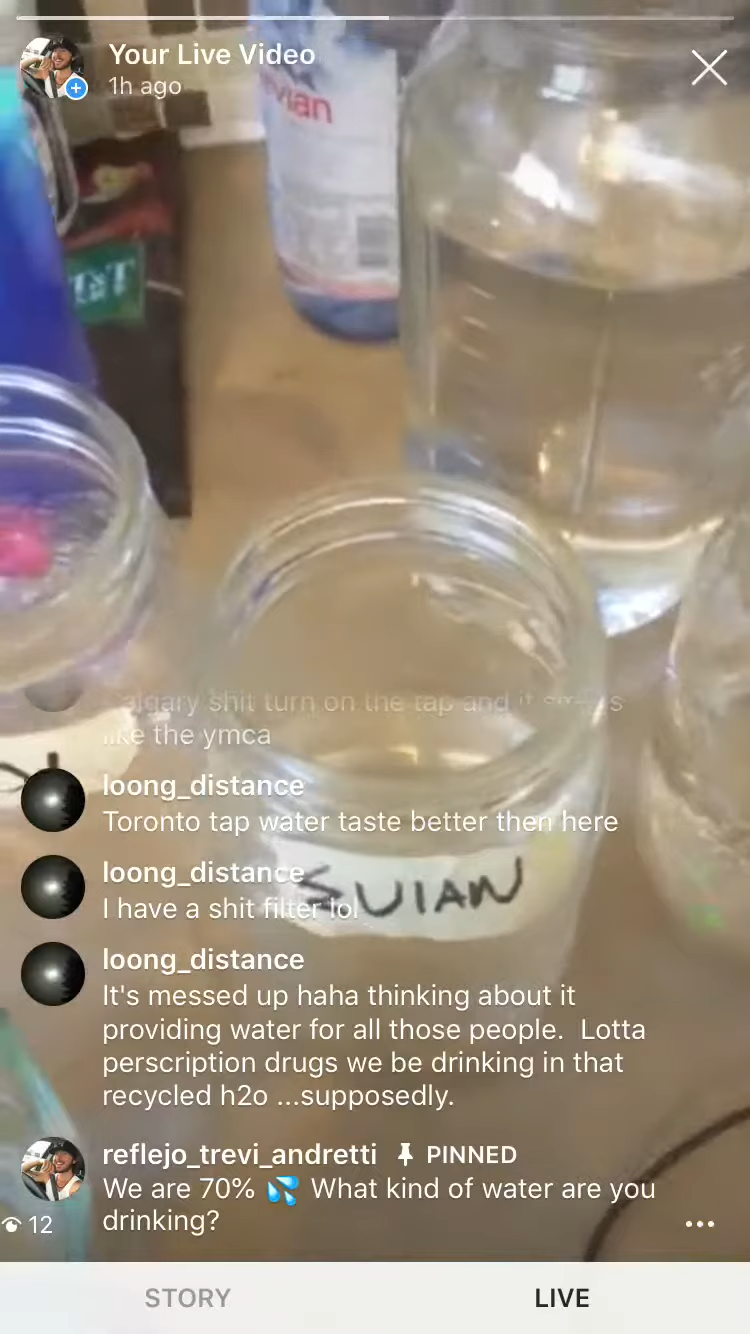 Your Live Video
1h ago
vian
T&T
algary shit turn on the tap and it
like the ymca
loong_distance
Toronto tap water taste better then here
loong_distance
I have a shit filter lol
SUIAN
loong_distance
It's messed up haha thinking about it
providing water for all those people. Lotta
perscription drugs we be drinking in that
recycled h2o ...supposedly.
reflejo_trevi_andretti PINNED
We are 70% 💦 What kind of water are you
drinking?
12
STORY
LIVE